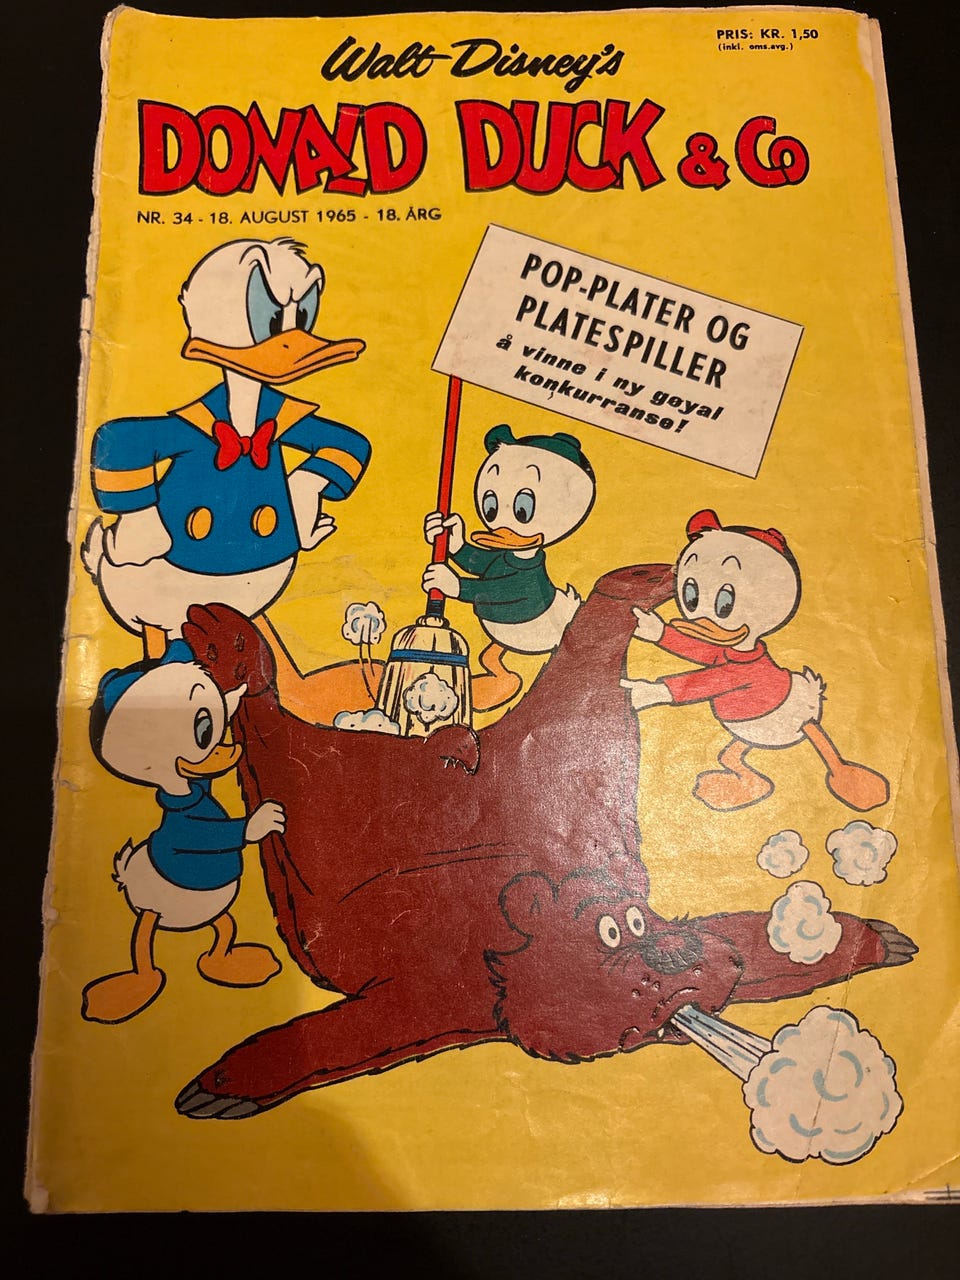 Walt Disney's
PRIS: KR. 1,50
(inkl. oms.avg.)
DONALD DUCK & Co
NR. 34 - 18. AUGUST 1965 - 18. ÅRG
POP-PLATER OG
PLATESPILLER
å vinne i ny gøyal
konkurranse!